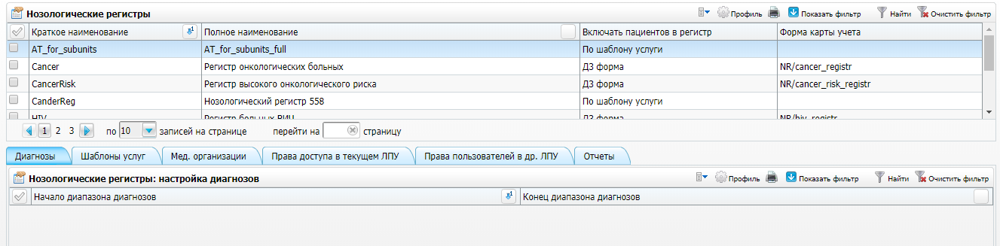 Нозологические регистры Профиль Показать фильтр Найти Очистить фильтр
Краткое наименование 1 Полное наименование Включать пациентов в регистр Форма карты учета
AT_for_subunits AT_for_subunits_full По шаблону услуги
Cancer Регистр онкологических больных ДЗ форма NR/cancer_registr
CancerRisk Регистр высокого онкологического риска ДЗ форма NR/cancer_risk_registr
CanderReg Нозологический регистр 558 По шаблону услуги
HIV Регистр больных ВИЧ ДЗ форма NR/hiv_registr
1 2 3 по 10 записей на странице перейти на страницу
Диагнозы Шаблоны услуг Мед. организации Права доступа в текущем ЛПУ Права пользователей в др. ЛПУ Отчеты
Нозологические регистры: настройка диагнозов Профиль Показать фильтр Найти Очистить фильтр
Начало диапазона диагнозов 1 Конец диапазона диагнозов